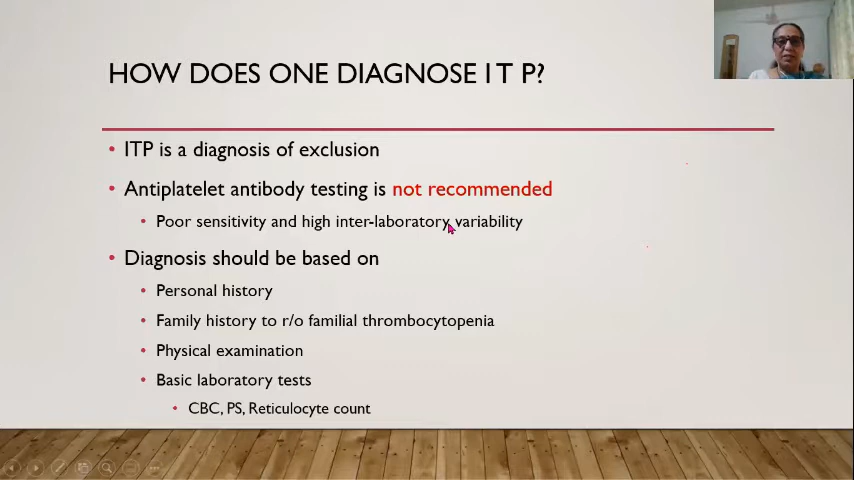 HOW DOES ONE DIAGNOSE I T P?
• ITP is a diagnosis of exclusion
• Antiplatelet antibody testing is not recommended
• Poor sensitivity and high inter-laboratory variability
• Diagnosis should be based on
• Personal history
• Family history to r/o familial thrombocytopenia
• Physical examination
• Basic laboratory tests
• CBC, PS, Reticulocyte count